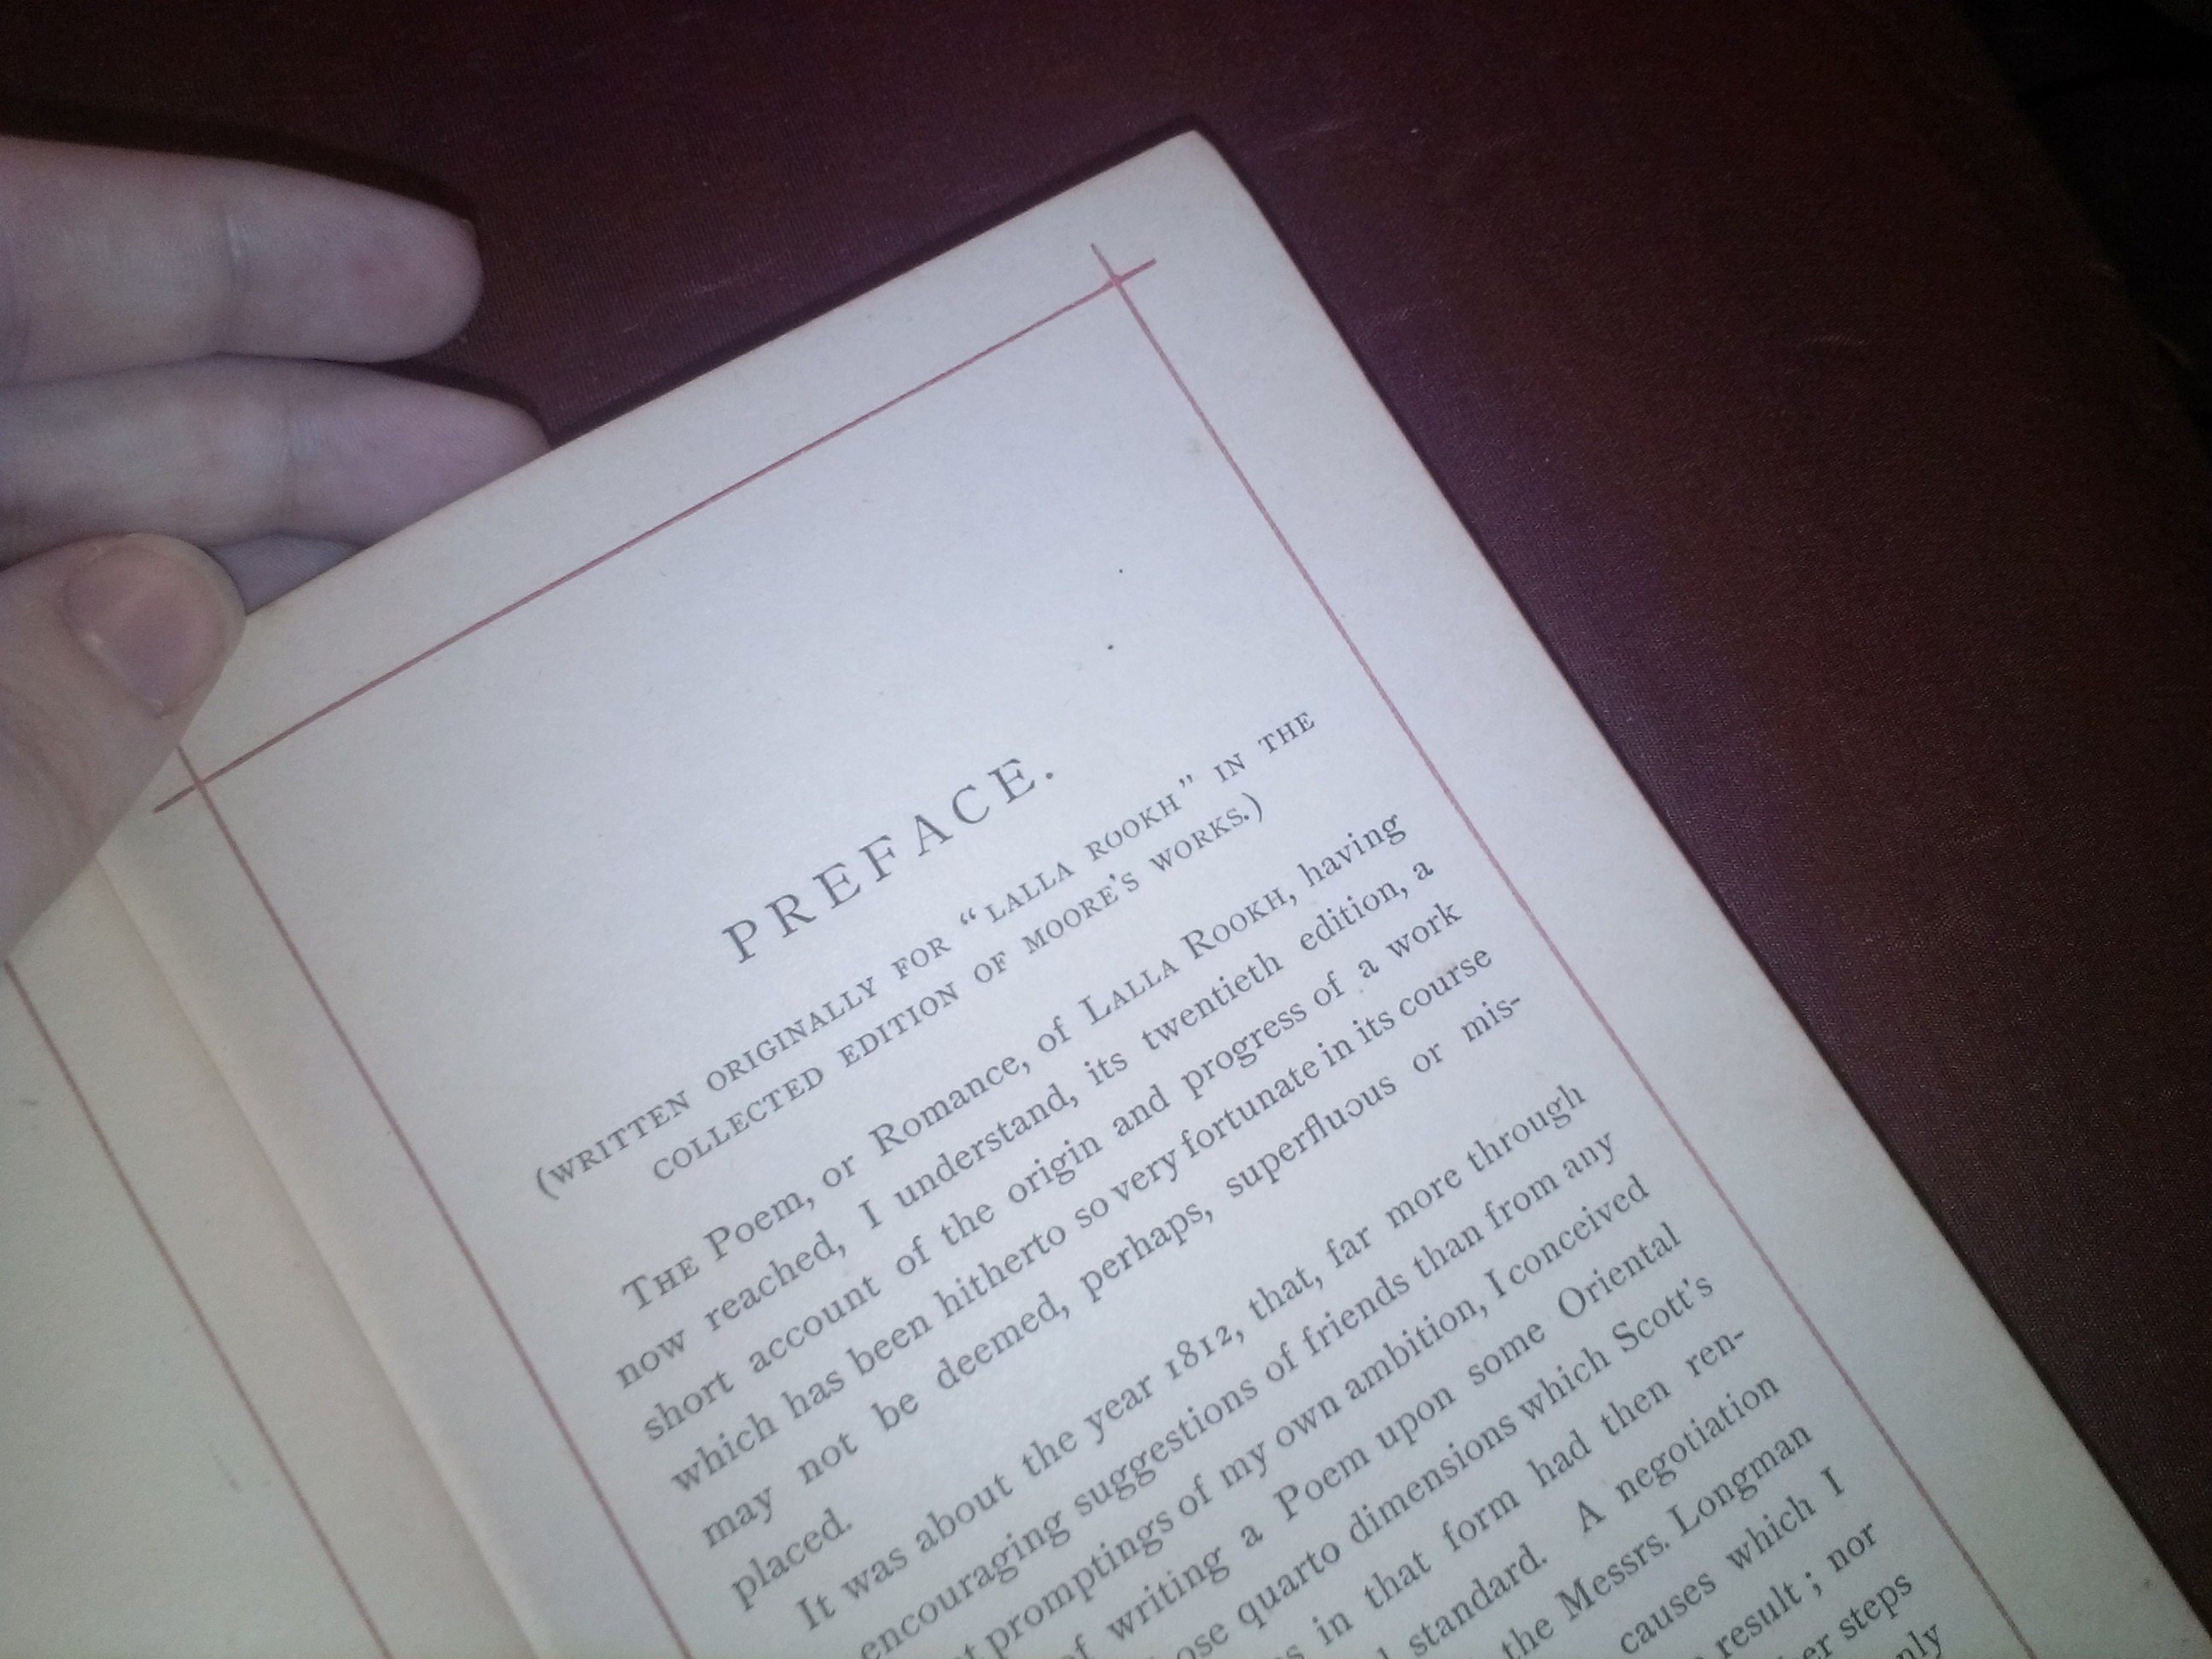 PREFACE.
(WRITTEN ORIGINALLY FOR “LALLA ROOKH” IN THE
COLLECTED EDITION OF MOORE’S WORKS.)
THE Poem, or Romance, of LALLA ROOKH, having
now reached, I understand, its twentieth edition, a
short account of the origin and progress of a work
which has been hitherto so very fortunate in its course
may not be deemed, perhaps, superfluous or mis-
placed.
It was about the year 1812, that, far more through
encouraging suggestions of friends than from any
promptings of my own ambition, I conceived
of writing a Poem upon some Oriental
quarto dimensions which Scott’s
in that form had then ren-
standard. A negotiation
the Messrs. Longman
causes which I
result ; nor
steps